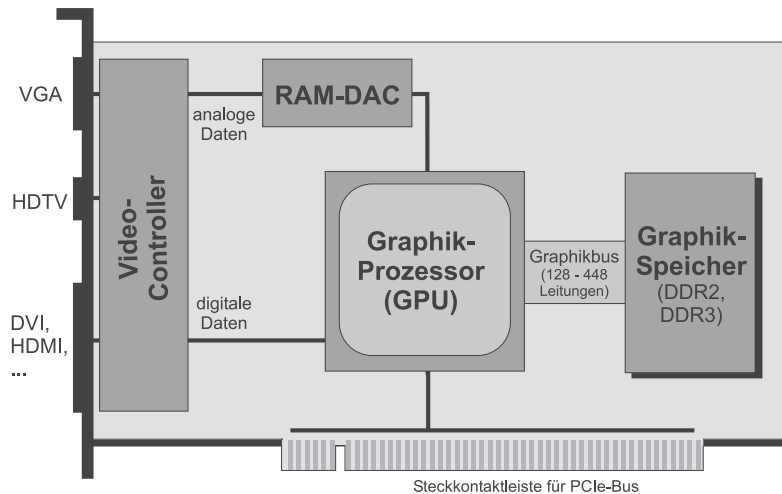 VGA
HDTV
DVI,
HDMI,
...
Video-
Controller
analoge
Daten
digitale
Daten
RAM-DAC
Graphik-
Prozessor
(GPU)
Graphikbus
(128 - 448
Leitungen)
Graphik-
Speicher
(DDR2,
DDR3)
Steckkontaktleiste für PCIe-Bus